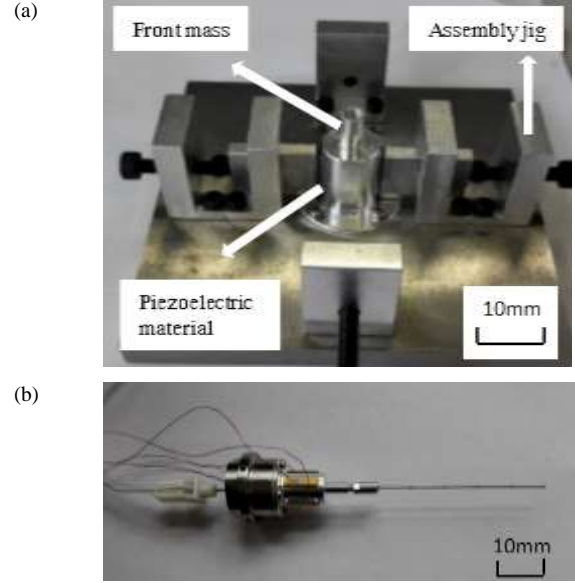 (a)
Front mass
Assembly jig
Piezoelectric
material
10mm
(b)
10mm